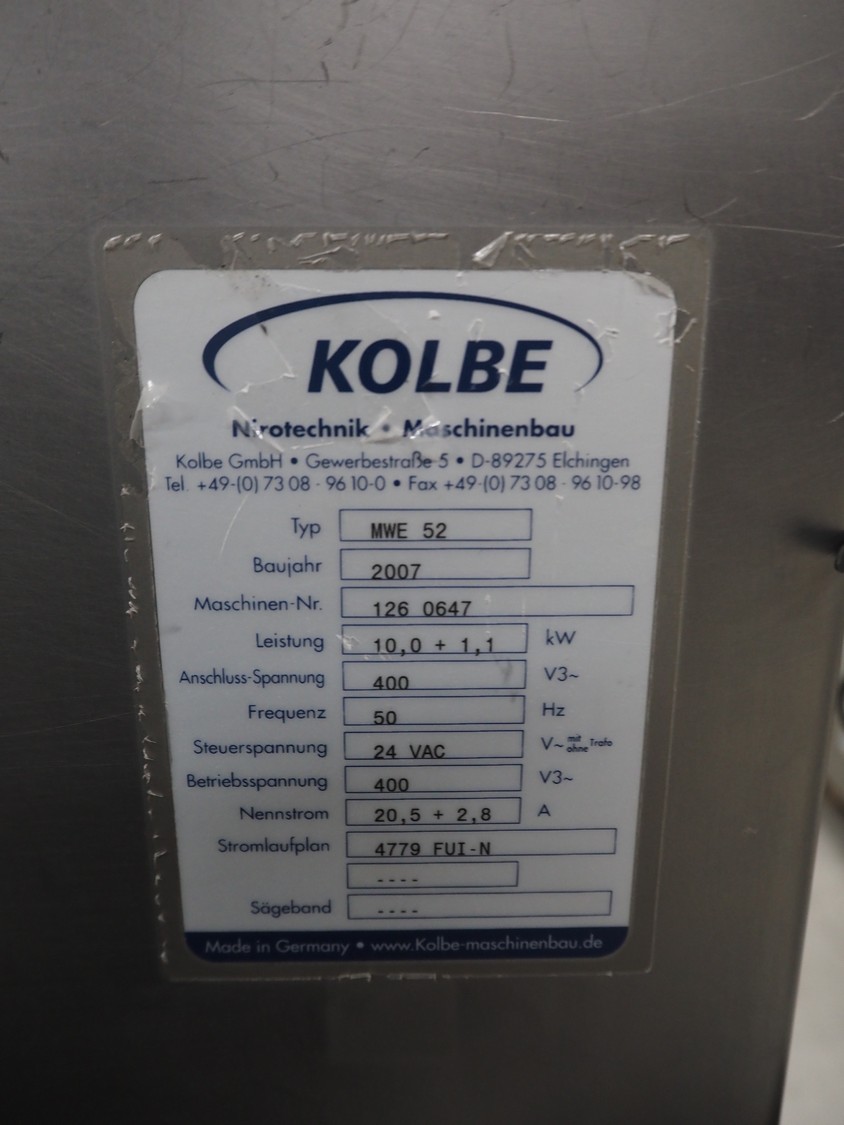 KOLBE
Nirotechnik • Maschinenbau
Kolbe GmbH • Gewerbestraße 5 • D-89275 Elchingen
Tel. +49-(0) 73 08 - 96 10-0 • Fax +49-(0) 73 08 - 96 10-98
Typ MWE 52
Baujahr 2007
Maschinen-Nr. 126 0647
Leistung 10,0 + 1,1 kW
Anschluss-Spannung 400 V3~
Frequenz 50 Hz
Steuerspannung 24 VAC V~ mit ohne Trafo
Betriebsspannung 400 V3~
Nennstrom 20,5 + 2,8 A
Stromlaufplan 4779 FUI-N
----
Sägeband ----
Made in Germany • www.Kolbe-maschinenbau.de